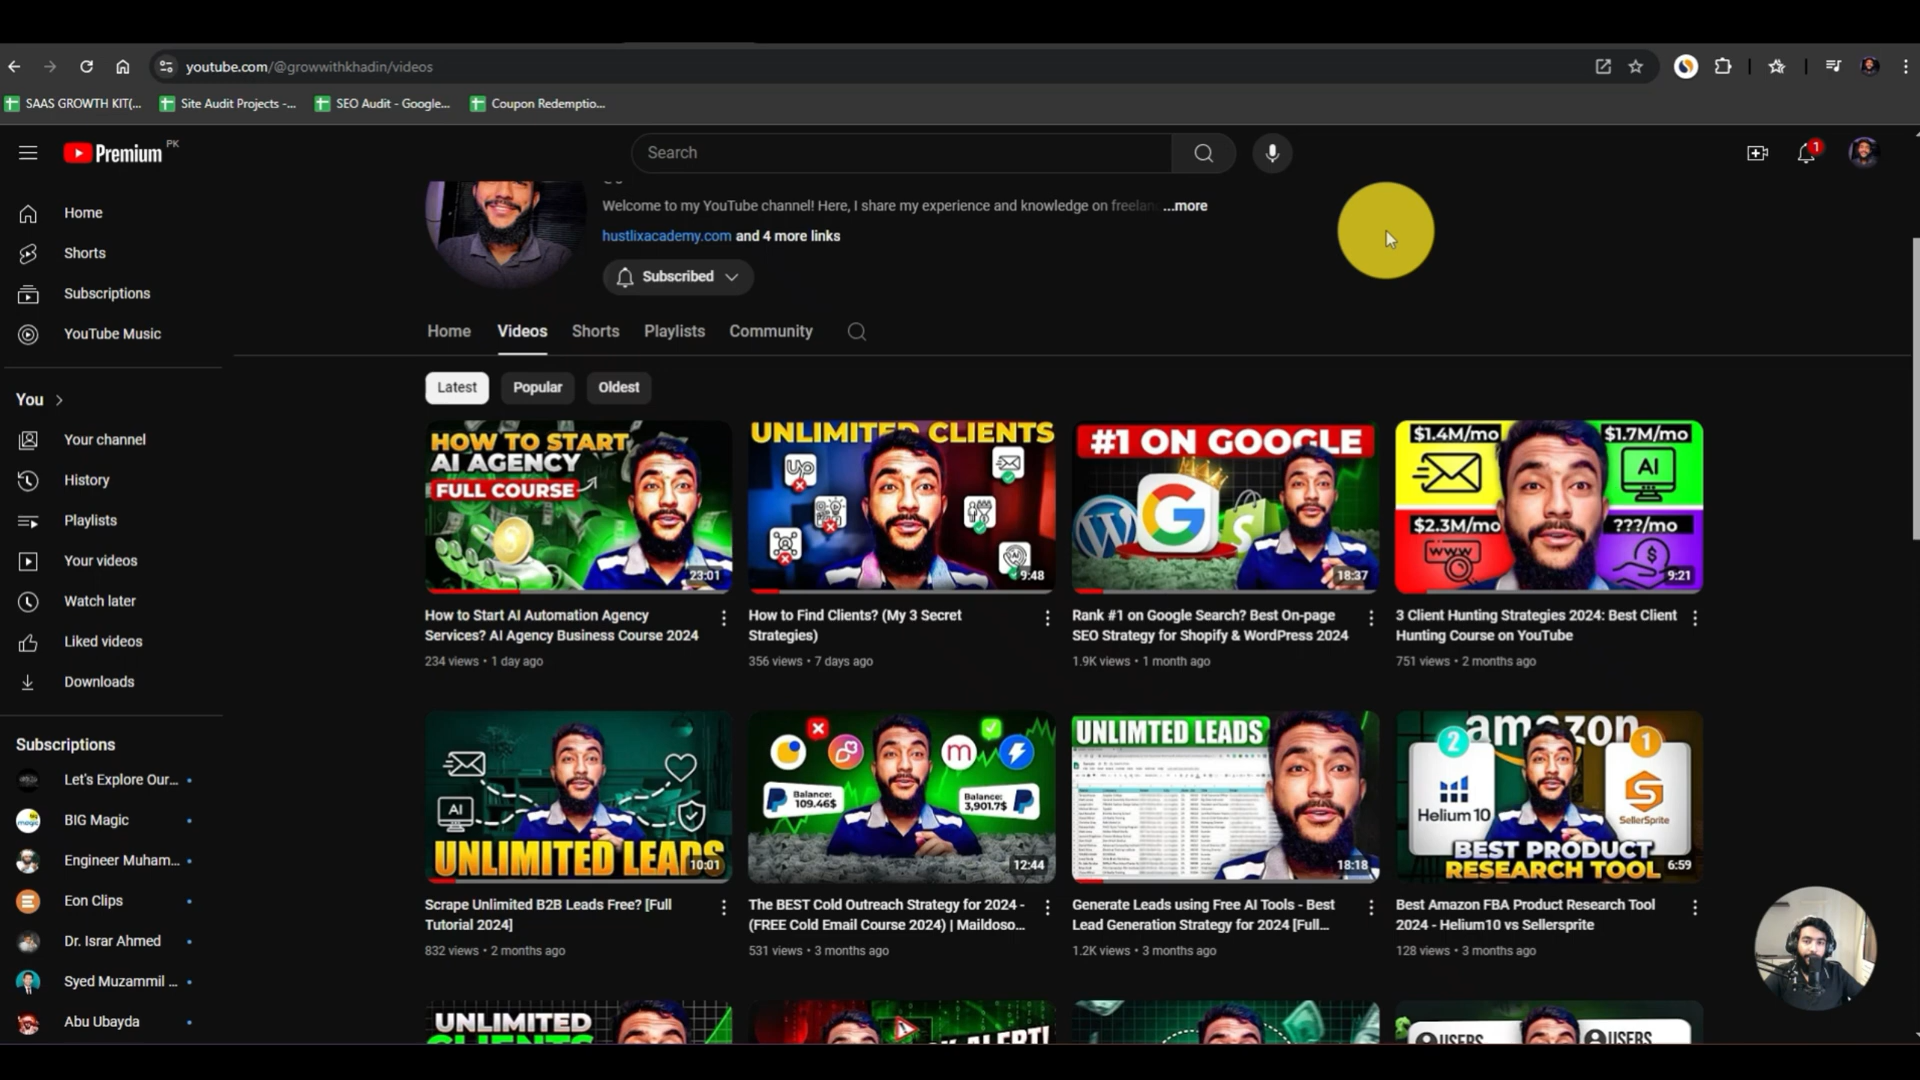 youtube.com/@growwithkhadin/videos
SAAS GROWTH KIT(...
Site Audit Projects -...
SEO Audit - Google...
Coupon Redemptio...
Premium PK
Search
1
Home
Shorts
Subscriptions
YouTube Music
You
Your channel
History
Playlists
Your videos
Watch later
Liked videos
Downloads
Subscriptions
Let's Explore Our...
BIG Magic
Engineer Muham...
Eon Clips
Dr. Israr Ahmed
Syed Muzammil ...
Abu Ubayda
Welcome to my YouTube channel! Here, I share my experience and knowledge on freelan ...more
hustlixacademy.com and 4 more links
Subscribed
Home Videos Shorts Playlists Community
Latest Popular Oldest
HOW TO START
AI AGENCY
FULL COURSE
23:01
How to Start AI Automation Agency
Services? AI Agency Business Course 2024
234 views • 1 day ago
UNLIMITED CLIENTS
9:48
How to Find Clients? (My 3 Secret
Strategies)
356 views • 7 days ago
#1 ON GOOGLE
18:37
Rank #1 on Google Search? Best On-page
SEO Strategy for Shopify & WordPress 2024
1.9K views • 1 month ago
$1.4M/mo
$1.7M/mo
AI
$2.3M/mo
???/mo
www
9:21
3 Client Hunting Strategies 2024: Best Client
Hunting Course on YouTube
751 views • 2 months ago
AI
UNLIMITED LEADS
10:01
Scrape Unlimited B2B Leads Free? [Full
Tutorial 2024]
832 views • 2 months ago
Balance:
109.46$
Balance:
3,901.7$
12:44
The BEST Cold Outreach Strategy for 2024 -
(FREE Cold Email Course 2024) | Maildoso...
531 views • 3 months ago
UNLIMTED LEADS
18:18
Generate Leads using Free AI Tools - Best
Lead Generation Strategy for 2024 [Full...
1.2K views • 3 months ago
amazon
2
1
Helium 10
SellerSprite
BEST PRODUCT
RESEARCH TOOL
6:59
Best Amazon FBA Product Research Tool
2024 - Helium10 vs Sellersprite
128 views • 3 months ago
UNLIMITED
CLIENTS
ALERT!
USERS
USERS